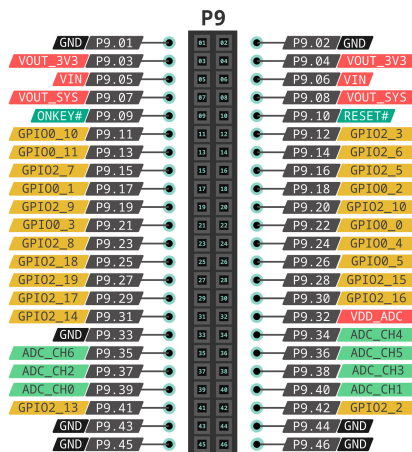 P9
GND P9.01 01 02 P9.02 GND
VOUT_3V3 P9.03 03 04 P9.04 VOUT_3V3
VIN P9.05 05 06 P9.06 VIN
VOUT_SYS P9.07 07 08 P9.08 VOUT_SYS
ONKEY# P9.09 09 10 P9.10 RESET#
GPIO0_10 P9.11 11 12 P9.12 GPIO2_3
GPIO0_11 P9.13 13 14 P9.14 GPIO2_6
GPIO2_7 P9.15 15 16 P9.16 GPIO2_5
GPIO0_1 P9.17 17 18 P9.18 GPIO0_2
GPIO2_9 P9.19 19 20 P9.20 GPIO2_10
GPIO0_3 P9.21 21 22 P9.22 GPIO0_0
GPIO2_8 P9.23 23 24 P9.24 GPIO0_4
GPIO2_18 P9.25 25 26 P9.26 GPIO0_5
GPIO2_19 P9.27 27 28 P9.28 GPIO2_15
GPIO2_17 P9.29 29 30 P9.30 GPIO2_16
GPIO2_14 P9.31 31 32 P9.32 VDD_ADC
GND P9.33 33 34 P9.34 ADC_CH4
ADC_CH6 P9.35 35 36 P9.36 ADC_CH5
ADC_CH2 P9.37 37 38 P9.38 ADC_CH3
ADC_CH0 P9.39 39 40 P9.40 ADC_CH1
GPIO2_13 P9.41 41 42 P9.42 GPIO2_2
GND P9.43 43 44 P9.44 GND
GND P9.45 45 46 P9.46 GND